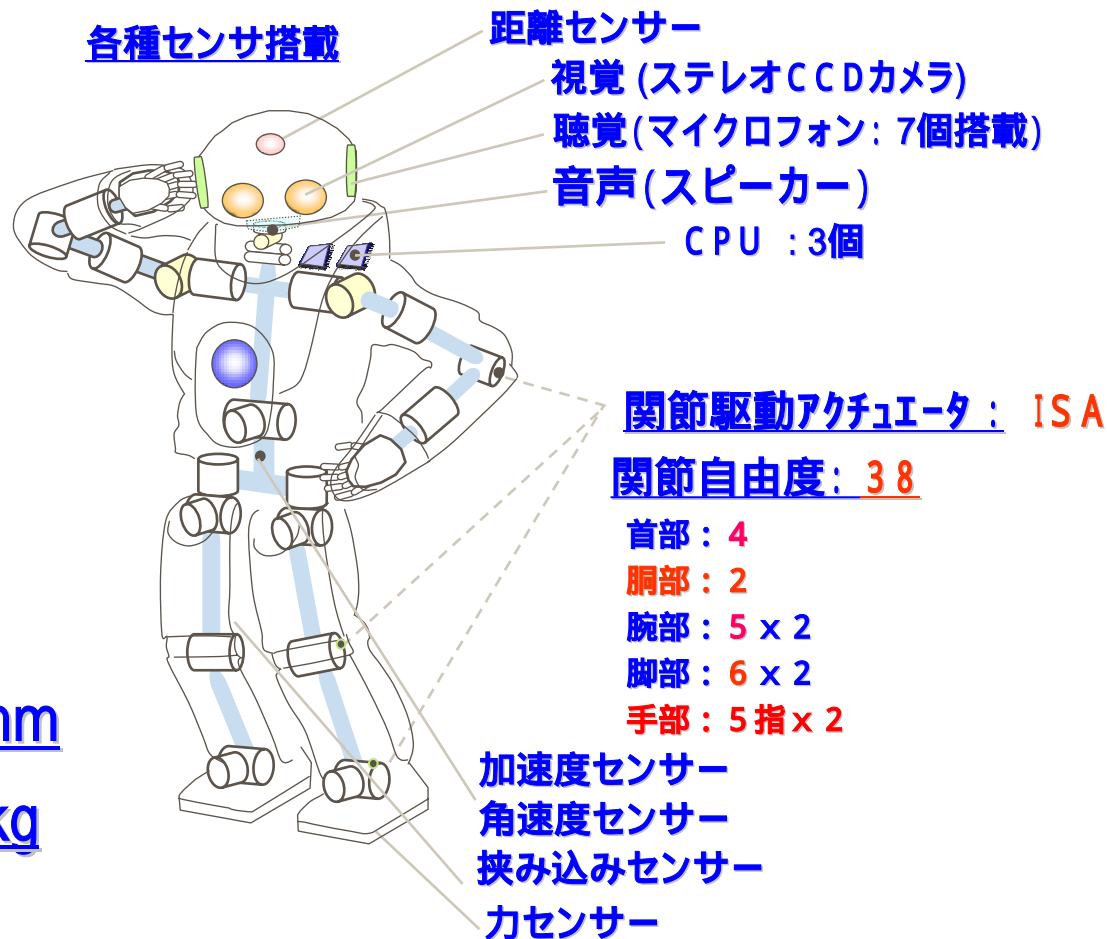 各種センサ搭載
距離センサー
視覚 (ステレオＣＣＤカメラ)
聴覚(マイクロフォン: 7個搭載)
音声(スピーカー)
ＣＰＵ :3個
関節駆動ｱｸﾁｭｴｰﾀ： ＩＳＡ
関節自由度: ３８
首部： 4
胴部： 2
腕部： 5 ｘ 2
脚部： 6 ｘ 2
手部： 5 指ｘ 2
mm
kg
加速度センサー
角速度センサー
挟み込みセンサー
力センサー